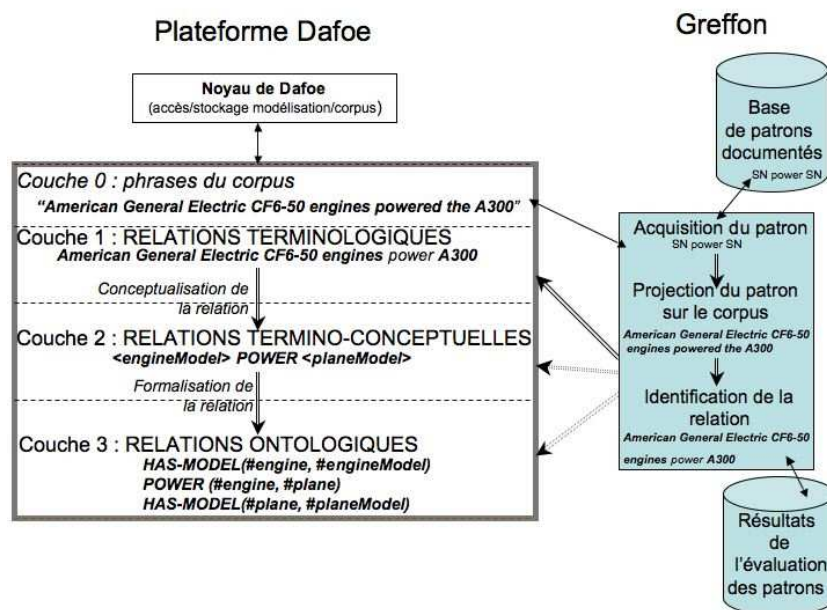 Plateforme Dafoe
Noyau de Dafoe
(accès/stockage modélisation/corpus)
Couche 0 : phrases du corpus
“American General Electric CF6-50 engines powered the A300”
Couche 1 : RELATIONS TERMINOLOGIQUES
American General Electric CF6-50 engines power A300
Conceptualisation de
la relation
Couche 2 : RELATIONS TERMINO-CONCEPTUELLES
<engineModel> POWER <planeModel>
Formalisation de
la relation
Couche 3 : RELATIONS ONTOLOGIQUES
HAS-MODEL(#engine, #engineModel)
POWER (#engine, #plane)
HAS-MODEL(#plane, #planeModel)
Greffon
Base
de patrons
documentés
SN power SN
Acquisition du patron
SN power SN
Projection du patron
sur le corpus
American General Electric CF6-50
engines powered the A300
Identification de la
relation
American General Electric CF6-50
engines power A300
Résultats
de
l'évaluation
des patrons